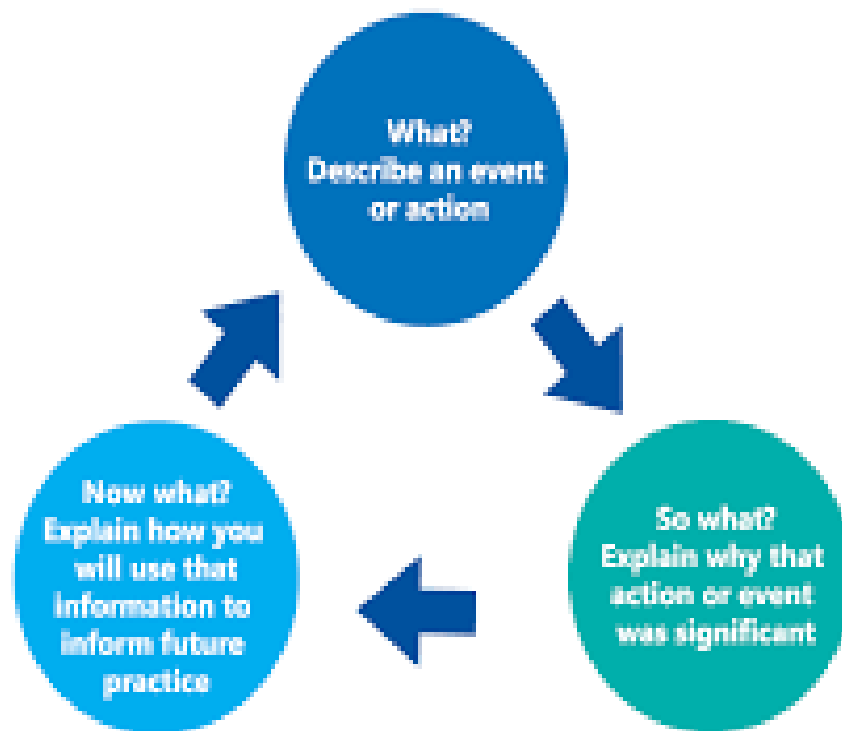 What?
Describe an event
or action
So what?
Explain why that
action or event
was significant
Now what?
Explain how you
will use that
information to
inform future
practice